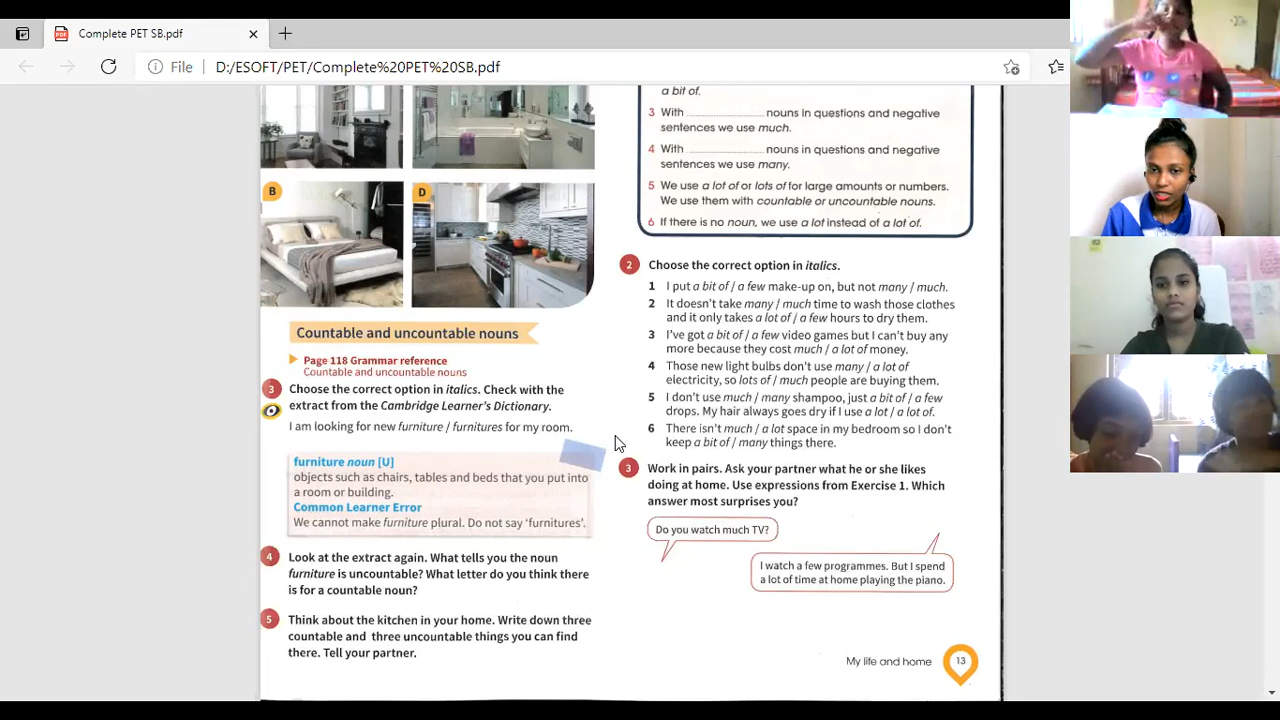 Complete PET SB.pdf
File
D:/ESOFT/PET/Complete%20PET%20SB.pdf
B
D
Countable and uncountable nouns
Page 118 Grammar reference
Countable and uncountable nouns
3 Choose the correct option in italics. Check with the
extract from the Cambridge Learner's Dictionary.
I am looking for new furniture / furnitures for my room.
furniture noun [U]
objects such as chairs, tables and beds that you put into
a room or building.
Common Learner Error
We cannot make furniture plural. Do not say 'furnitures'.
4 Look at the extract again. What tells you the noun
furniture is uncountable? What letter do you think there
is for a countable noun?
5 Think about the kitchen in your home. Write down three
countable and three uncountable things you can find
there. Tell your partner.
a bit of.
3 With ........................ nouns in questions and negative
sentences we use much.
4 With ........................ nouns in questions and negative
sentences we use many.
5 We use a lot of or lots of for large amounts or numbers.
We use them with countable or uncountable nouns.
6 If there is no noun, we use a lot instead of a lot of.
2 Choose the correct option in italics.
1 I put a bit of / a few make-up on, but not many / much.
2 It doesn't take many / much time to wash those clothes
and it only takes a lot of / a few hours to dry them.
3 I've got a bit of / a few video games but I can't buy any
more because they cost much / a lot of money.
4 Those new light bulbs don't use many / a lot of
electricity, so lots of / much people are buying them.
5 I don't use much / many shampoo, just a bit of / a few
drops. My hair always goes dry if I use a lot / a lot of.
6 There isn't much / a lot space in my bedroom so I don't
keep a bit of / many things there.
3 Work in pairs. Ask your partner what he or she likes
doing at home. Use expressions from Exercise 1. Which
answer most surprises you?
Do you watch much TV?
I watch a few programmes. But I spend
a lot of time at home playing the piano.
My life and home 13